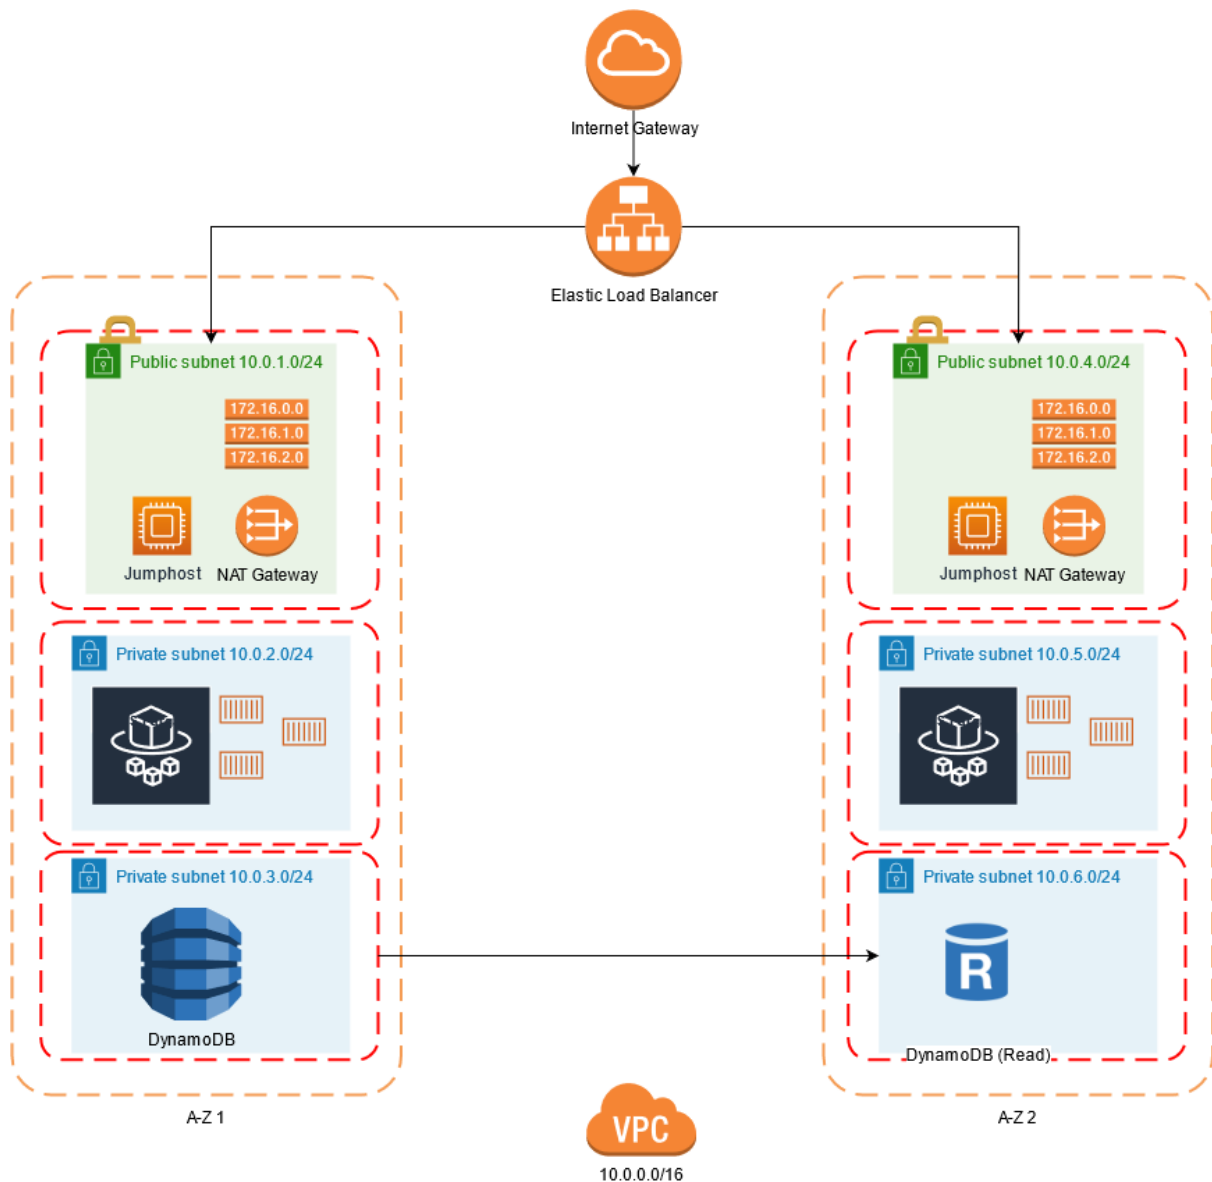 Internet Gateway
Elastic Load Balancer
Public subnet 10.0.1.0/24
172.16.0.0
172.16.1.0
172.16.2.0
Jumphost
NAT Gateway
Private subnet 10.0.2.0/24
Private subnet 10.0.3.0/24
DynamoDB
A-Z 1
Public subnet 10.0.4.0/24
172.16.0.0
172.16.1.0
172.16.2.0
Jumphost
NAT Gateway
Private subnet 10.0.5.0/24
Private subnet 10.0.6.0/24
R
DynamoDB (Read)
A-Z 2
VPC
10.0.0.0/16